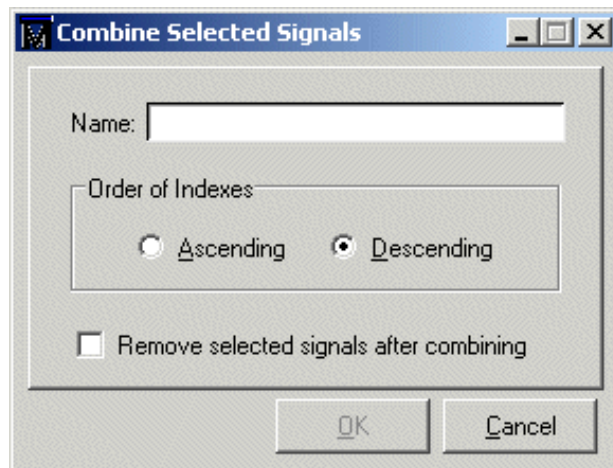 Combine Selected Signals
Name:
Order of Indexes
Ascending Descending
Remove selected signals after combining
OK Cancel